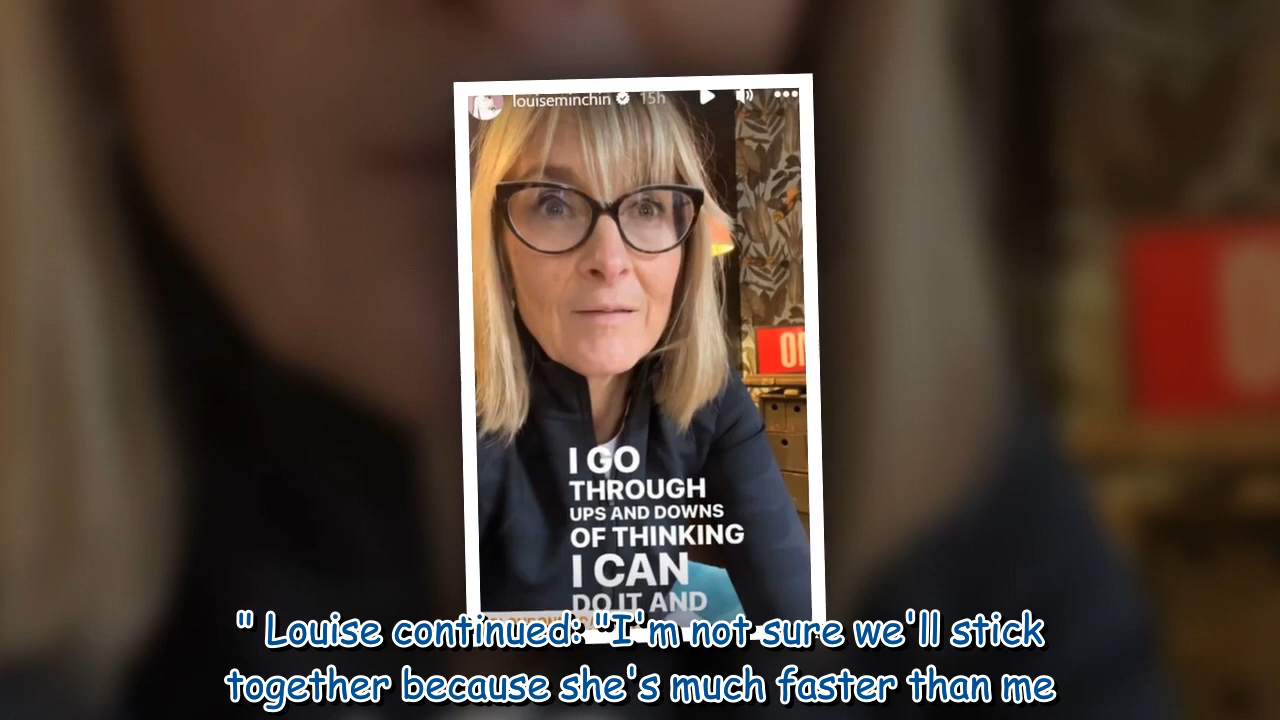 louiseminchin 15h
I GO
THROUGH
UPS AND DOWNS
OF THINKING
I CAN
DO IT AND
" Louise continued: "I'm not sure we'll stick
together because she's much faster than me